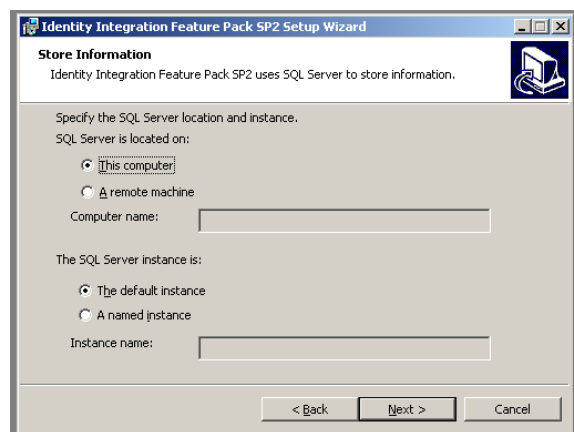 Identity Integration Feature Pack SP2 Setup Wizard
Store Information
Identity Integration Feature Pack SP2 uses SQL Server to store information.
Specify the SQL Server location and instance.
SQL Server is located on:
This computer
A remote machine
Computer name:
The SQL Server instance is:
The default instance
A named instance
Instance name:
< Back Next > Cancel